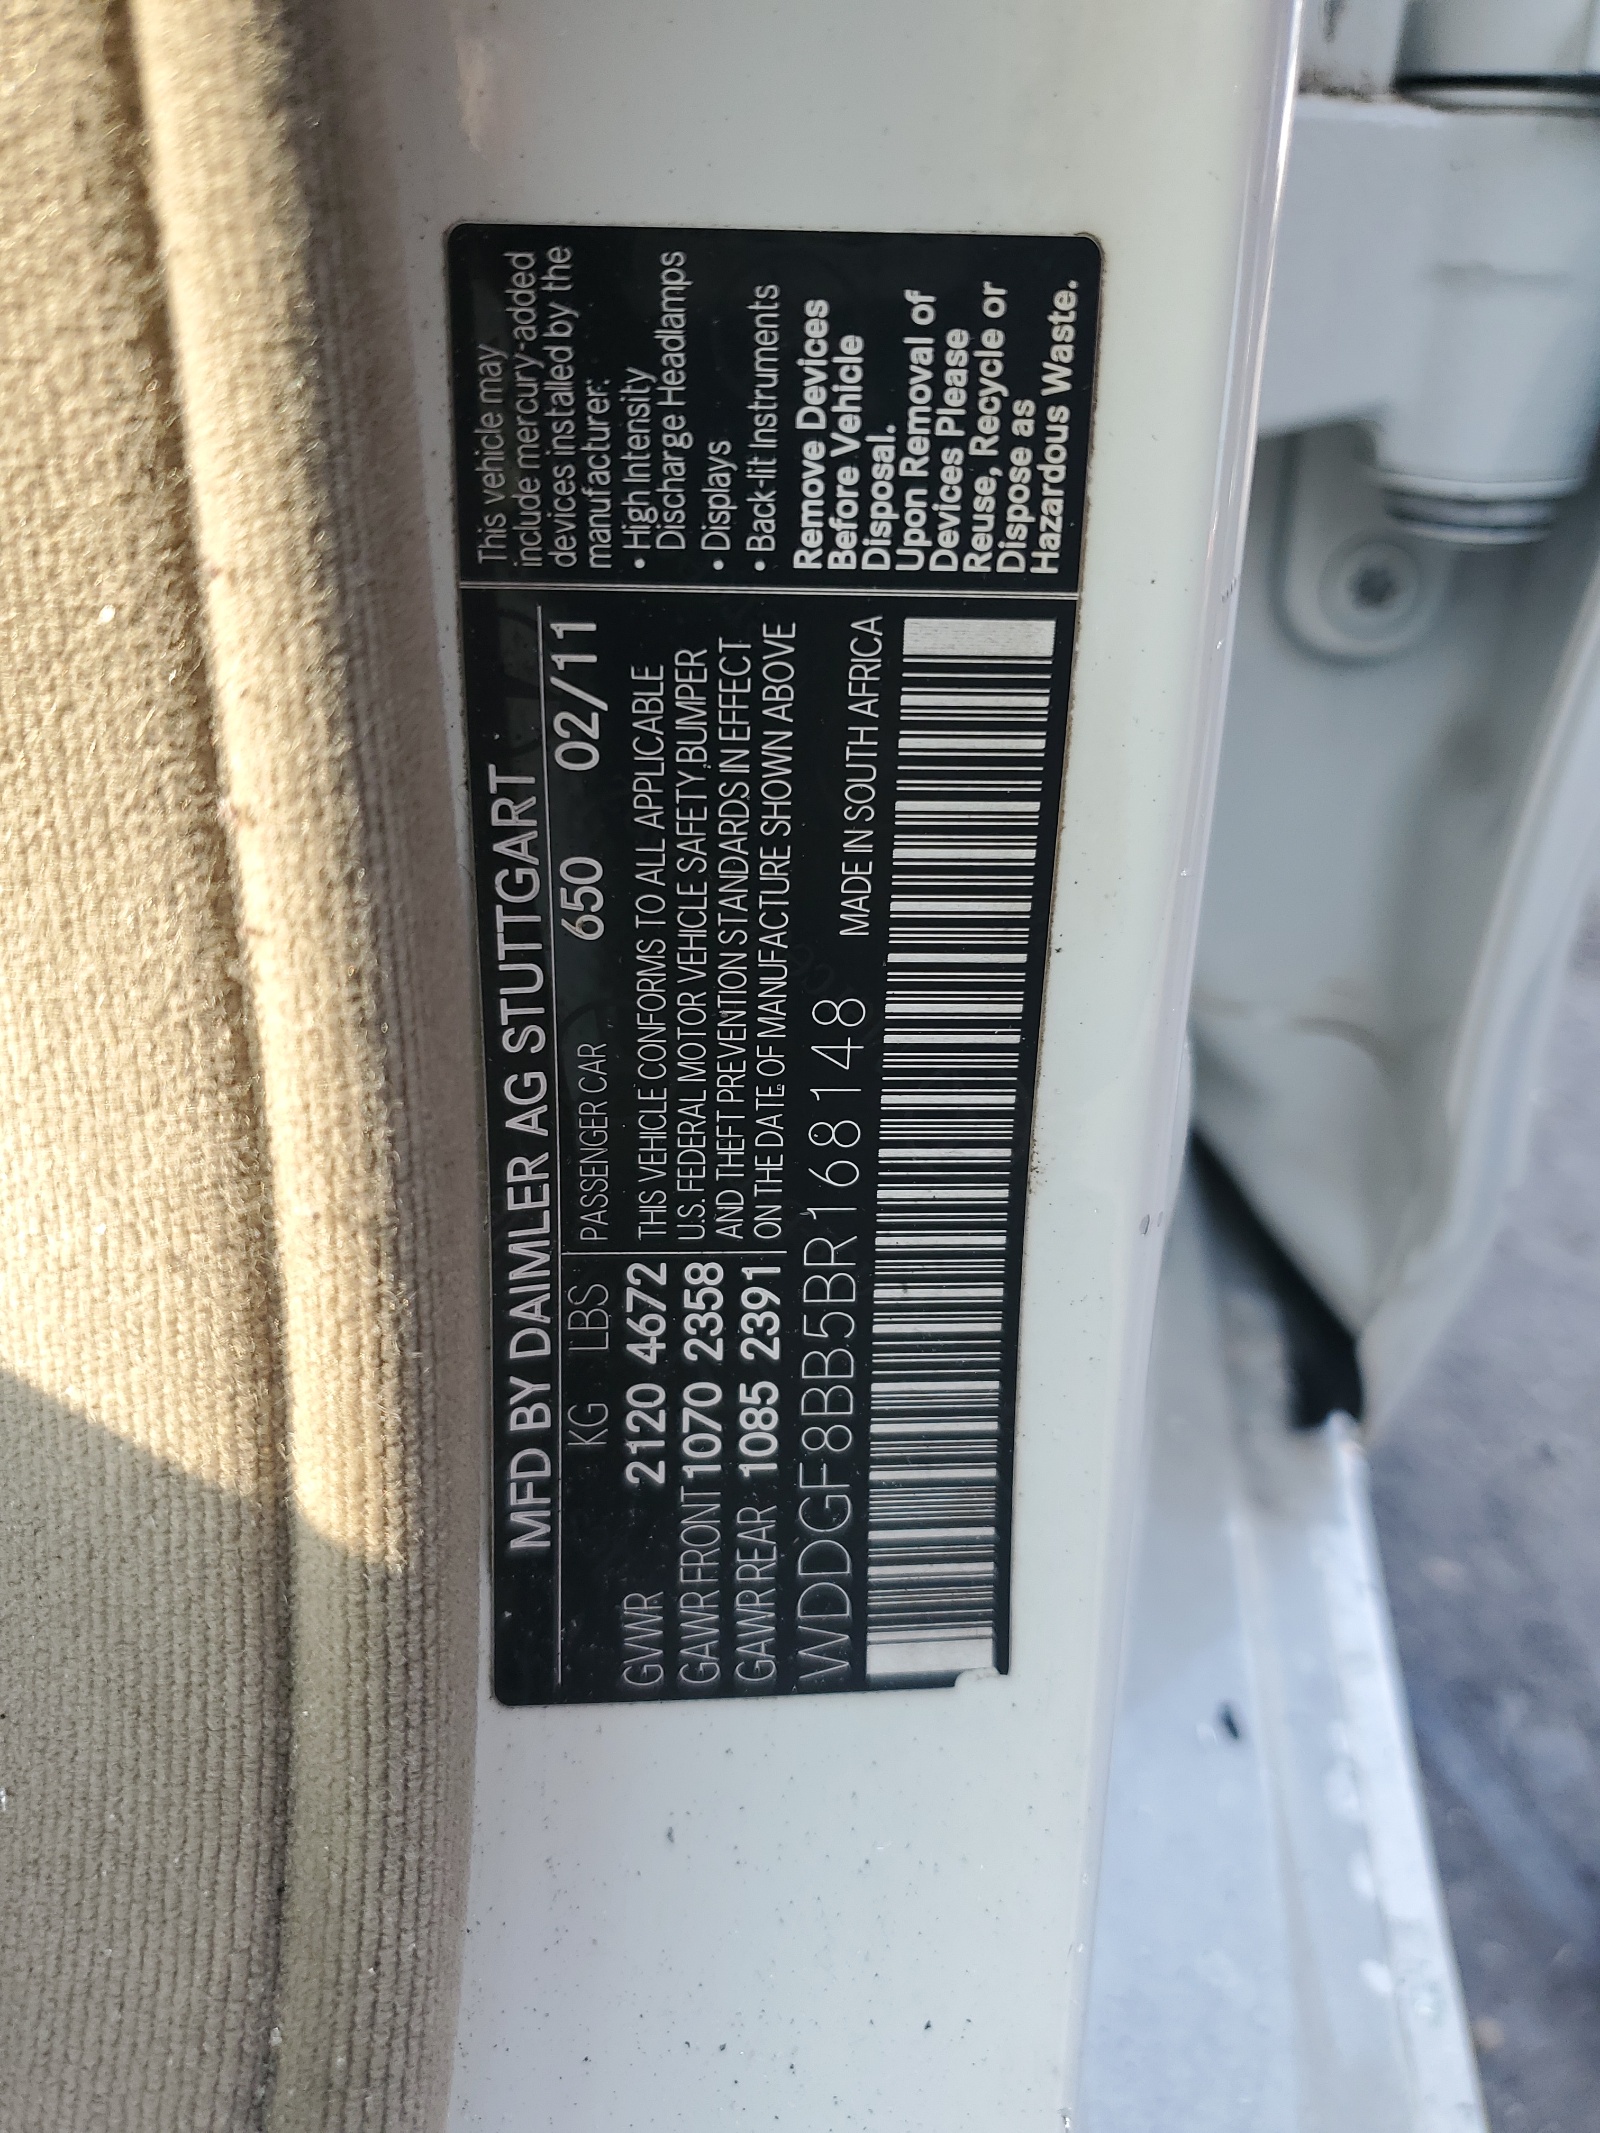 MFD BY DAIMLER AG STUTTGART
KG LBS PASSENGER CAR 650 02/11
GVWR 2120 4672
GAWR FRONT 1070 2358
GAWR REAR 1085 2391
THIS VEHICLE CONFORMS TO ALL APPLICABLE
U.S. FEDERAL MOTOR VEHICLE SAFETY,BUMPER
AND THEFT PREVENTION STANDARDS IN EFFECT
ON THE DATE OF MANUFACTURE SHOWN ABOVE
WDDGF8BB5BR168148 MADE IN SOUTH AFRICA
This vehicle may
include mercury-added
devices installed by the
manufacturer:
• High Intensity
Discharge Headlamps
• Displays
• Back-lit Instruments
Remove Devices
Before Vehicle
Disposal.
Upon Removal of
Devices Please
Reuse, Recycle or
Dispose as
Hazardous Waste.